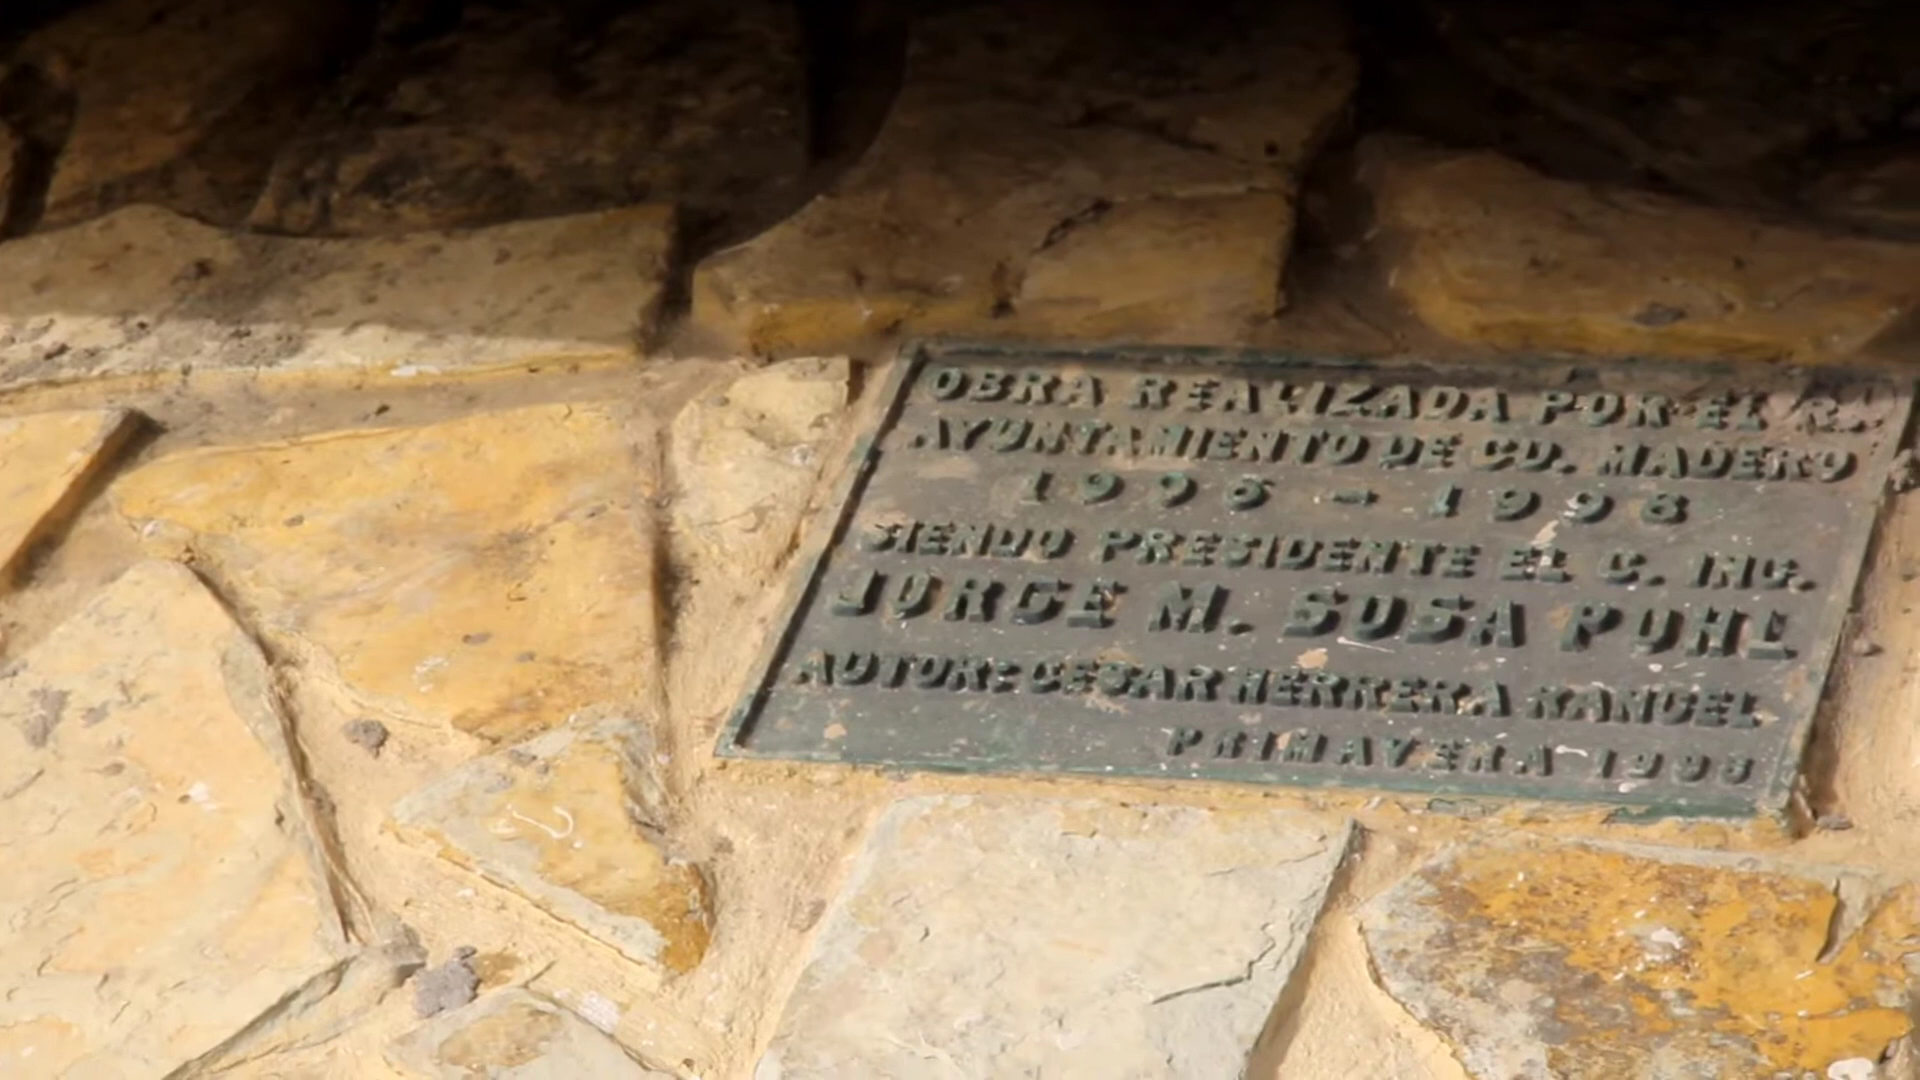 OBRA REALIZADA POR EL R.
AYUNTAMIENTO DE CD. MADERO
1996 - 1998
SIENDO PRESIDENTE EL C. ING.
JORGE M. SOSA POHL
AUTOR: CESAR HERRERA RANGEL
PRIMAVERA 1998